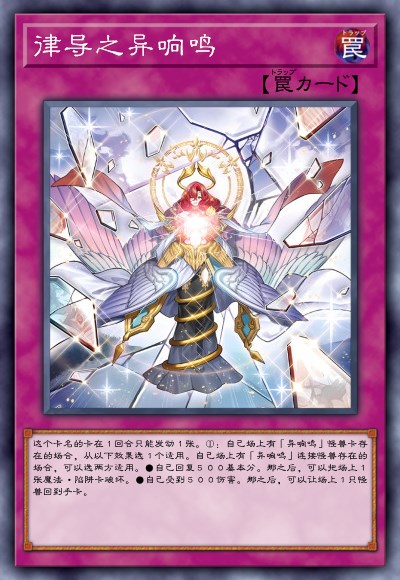 律导之异响鸣
トラップ
罠
トラップ
【罠カード】
这个卡名的卡在1回合只能发动1张。①：自己场上有「异响鸣」怪兽卡存
在的场合，从以下效果选1个适用。自己场上有「异响鸣」连接怪兽卡存在
的场合，可以选两方适用。●自己回复500基本分。那之后，可以把场上1
张魔法·陷阱卡破坏。●自己受到500伤害。那之后，可以让场上1只怪
兽回到手卡。